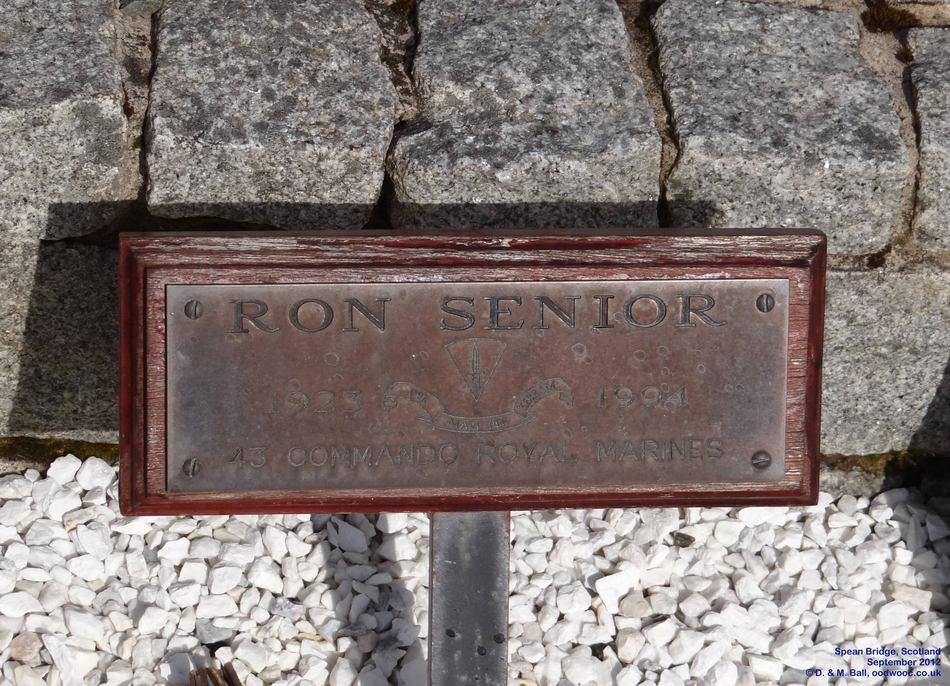 RON SENIOR
1923 1994
43 COMMANDO ROYAL MARINES
Spean Bridge, Scotland
September 2012
© D. & M. Ball, oodwooc.co.uk